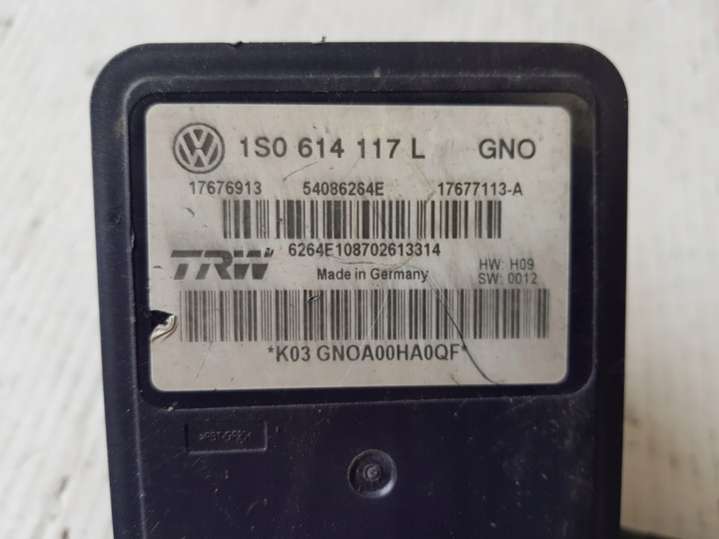 1S0 614 117 L GNO
17676913 54086264E 17677113-A
6264E108702613314
TRW Made in Germany
HW: H09
SW: 0012
*K03 GNOA00HA0QF*